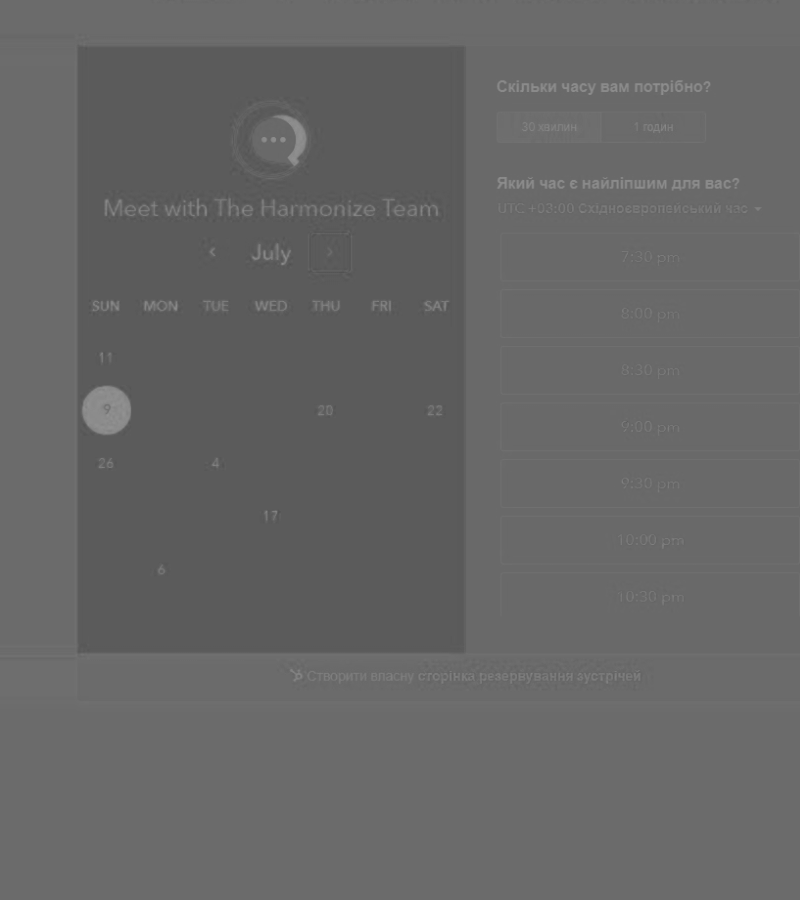 Meet with The Harmonize Team
July
SUN MON TUE WED THU FRI SAT
11
9 20 22
26 4
17
6
Скільки часу вам потрібно?
30 хвилин 1 годин
Який час є найліпшим для вас?
UTC +03:00 Східноєвропейський час
7:30 pm
8:00 pm
8:30 pm
9:00 pm
9:30 pm
10:00 pm
10:30 pm
Створити власну сторінка резервування зустрічей